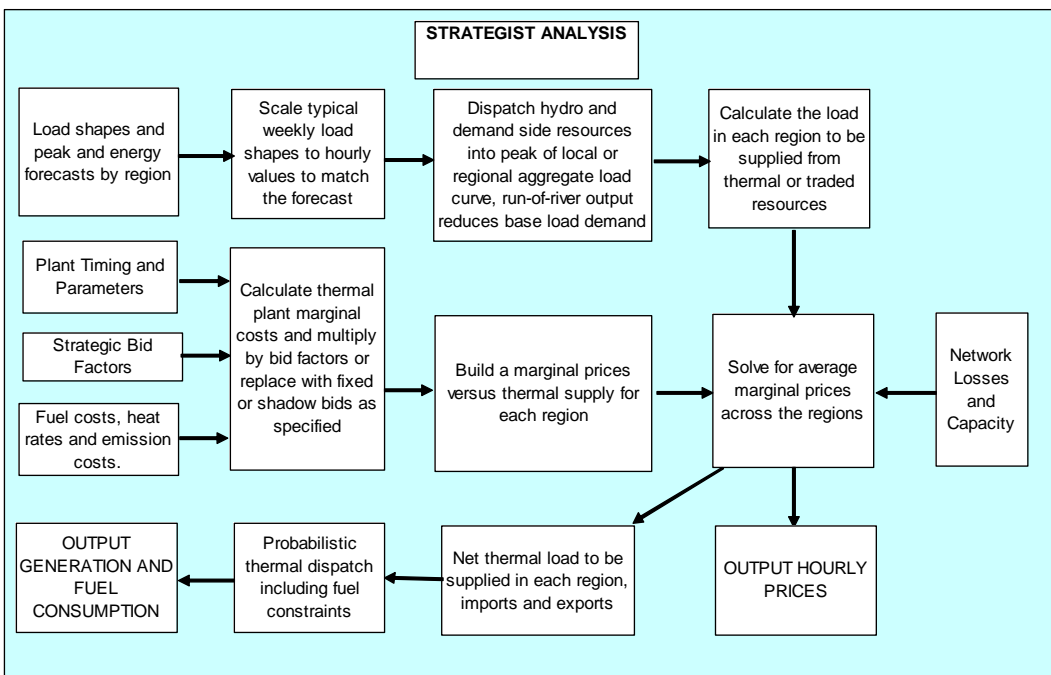 STRATEGIST ANALYSIS
Load shapes and
peak and energy
forecasts by region
Scale typical
weekly load
shapes to hourly
values to match
the forecast
Dispatch hydro and
demand side resources
into peak of local or
regional aggregate load
curve, run-of-river output
reduces base load demand
Calculate the load
in each region to be
supplied from
thermal or traded
resources
Plant Timing and
Parameters
Strategic Bid
Factors
Fuel costs, heat
rates and emission
costs.
Calculate thermal
plant marginal
costs and multiply
by bid factors or
replace with fixed
or shadow bids as
specified
Build a marginal prices
versus thermal supply for
each region
Solve for average
marginal prices
across the regions
Network
Losses
and
Capacity
OUTPUT
GENERATION AND
FUEL
CONSUMPTION
Probabilistic
thermal dispatch
including fuel
constraints
Net thermal load to be
supplied in each region,
imports and exports
OUTPUT HOURLY
PRICES